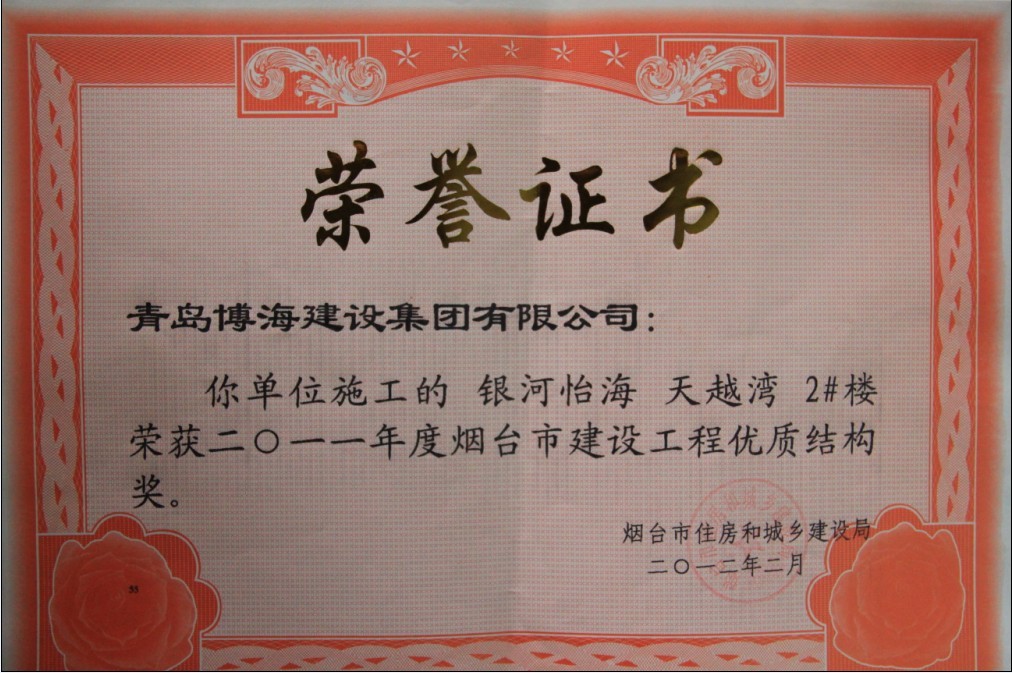 荣誉证书
青岛博海建设集团有限公司：
你单位施工的 银河怡海 天越湾 2#楼
荣获二〇一一年度烟台市建设工程优质结构
奖。
烟台市住房和城乡建设局
二〇一二年二月
55